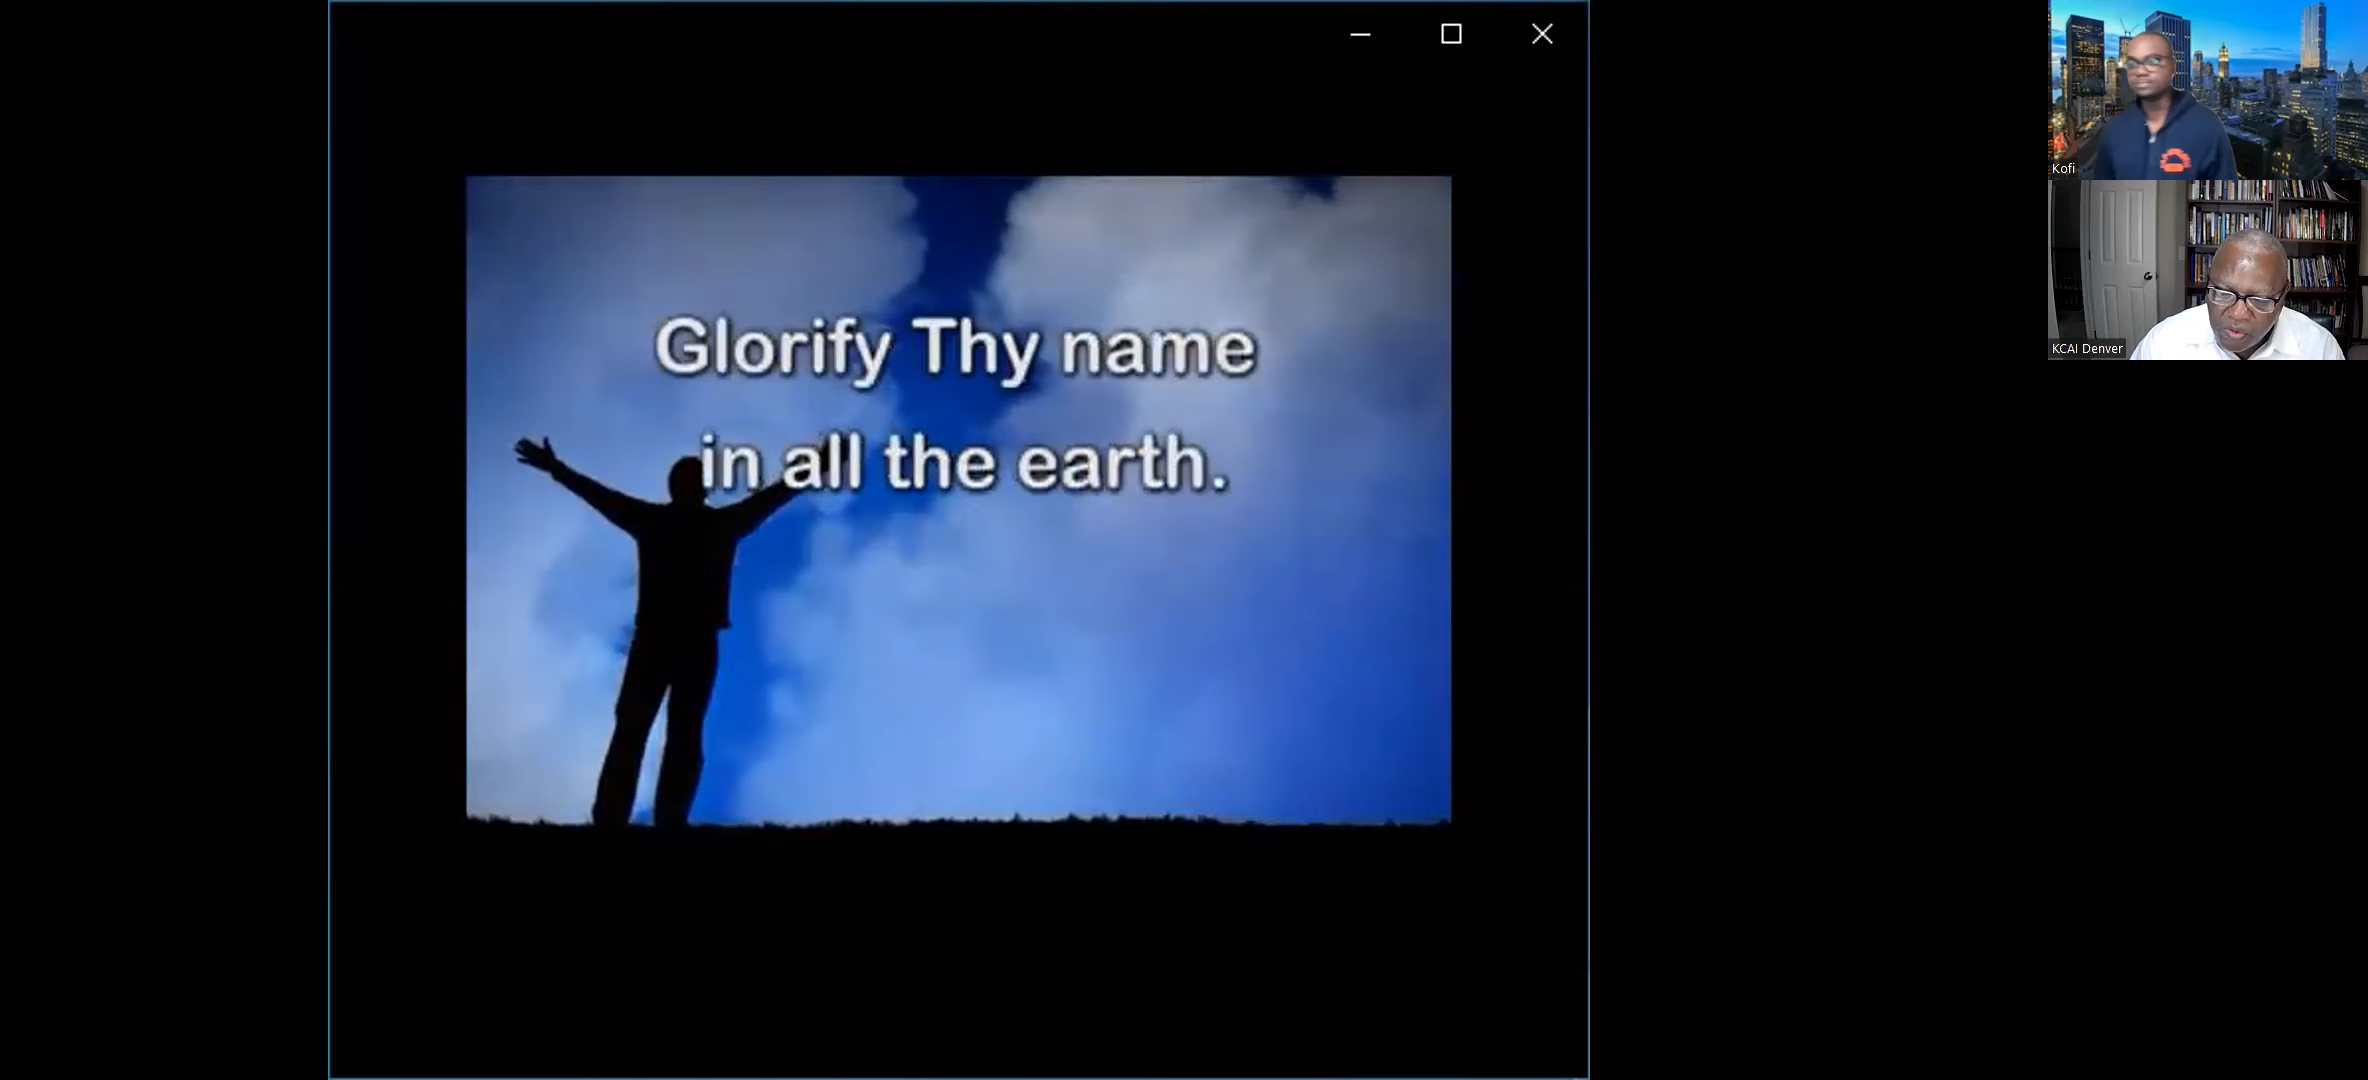 Glorify Thy name
in all the earth.
Kofi
KCAI Denver